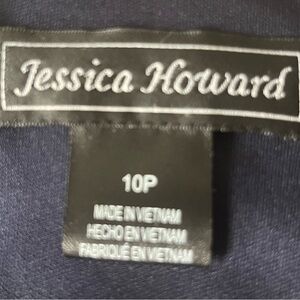 Jessica Howard
10P
MADE IN VIETNAM
HECHO EN VIETNAM
FABRIQUÉ EN VIETNAM